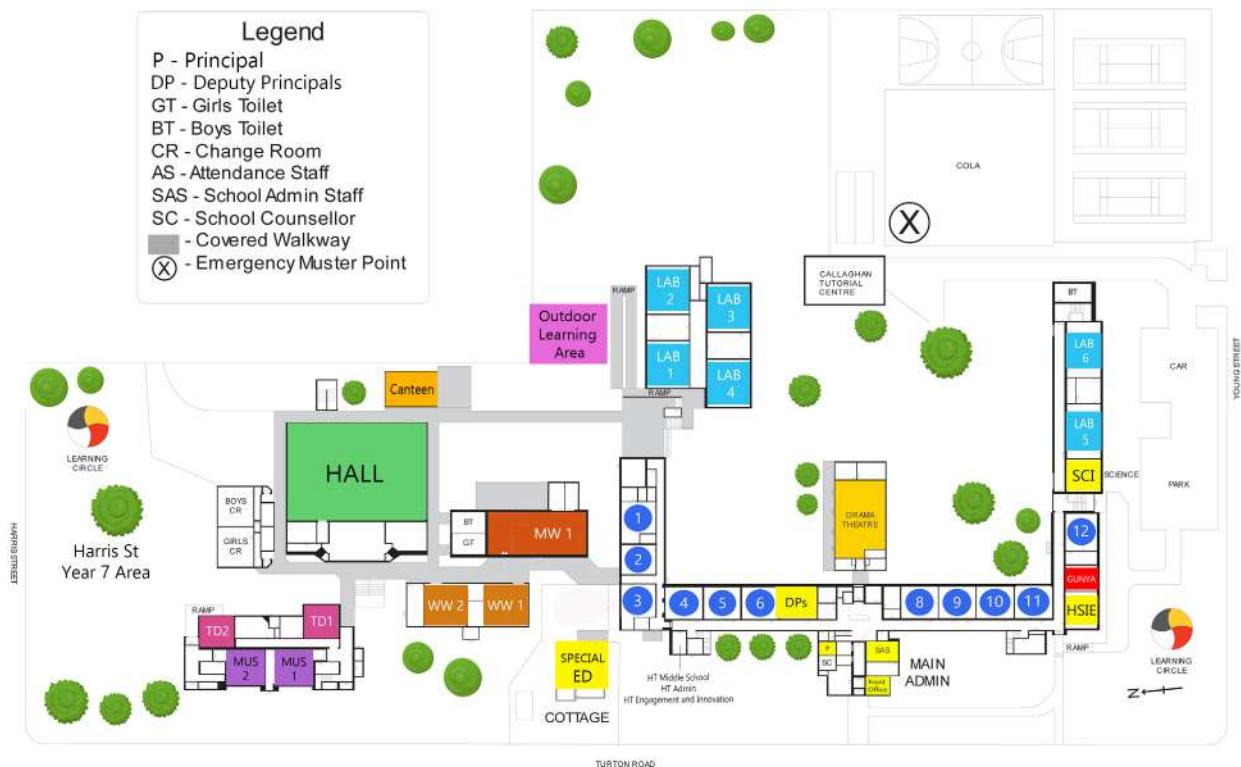 Legend
P - Principal
DP - Deputy Principals
GT - Girls Toilet
BT - Boys Toilet
CR - Change Room
AS - Attendance Staff
SAS - School Admin Staff
SC - School Counsellor
- Covered Walkway
X - Emergency Muster Point
COLA
X
CALLAGHAN
TUTORIAL
CENTRE
BT
RAMP
LAB
2
LAB
3
Outdoor
Learning
Area
LAB
1
LAB
4
RAMP
LAB
6
CAR
YOUNG STREET
Canteen
LEARNING
CIRCLE
HALL
LAB
5
SCI
SCIENCE
PARK
BOYS
CR
GIRLS
CR
BT
GT
MW 1
1
2
3
DRAMA
THEATRE
12
GUNYA
HSIE
HARRIS STREET
Harris St
Year 7 Area
WW 2
WW 1
4
5
6
DPs
8
9
10
11
RAMP
TD2
TD1
MUS
2
MUS
1
SPECIAL
ED
COTTAGE
HT Middle School
HT Admin
HT Engagement and Innovation
P
SC
SAS
Front
Office
MAIN
ADMIN
RAMP
LEARNING
CIRCLE
N
TURTON ROAD